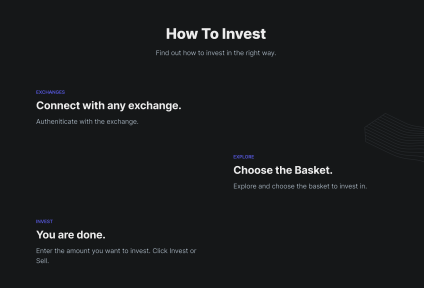 How To Invest
Find out how to invest in the right way.
EXCHANGES
Connect with any exchange.
Autheniticate with the exchange.
EXPLORE
Choose the Basket.
Explore and choose the basket to invest in.
INVEST
You are done.
Enter the amount you want to invest. Click Invest or
Sell.